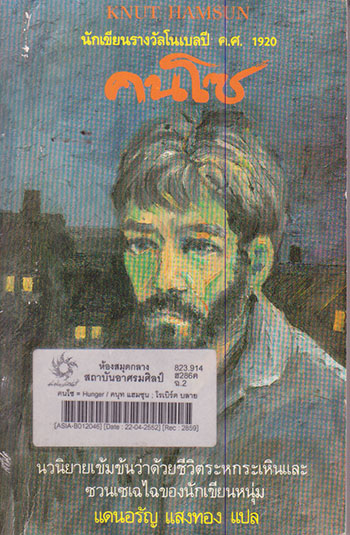 KNUT HAMSUN
นักเขียนรางวัลโนเบลปี ค.ศ. 1920
คนโซ
ห้องสมุดกลาง
สถาบันอาศรมศิลป์
823.914
ฮ286ค
ฉ.2
คนโซ = Hunger / คนุท แฮมซุน : โรเบิร์ต บลาย
[ASIA-B012046] [Date : 22-04-2552] [Rec : 2859]
นวนิยายเข้มข้นว่าด้วยชีวิตระหกระเหินและ
ซวนเซเฉไฉของนักเขียนหนุ่ม
แดนอรัญ แสงทอง แปล